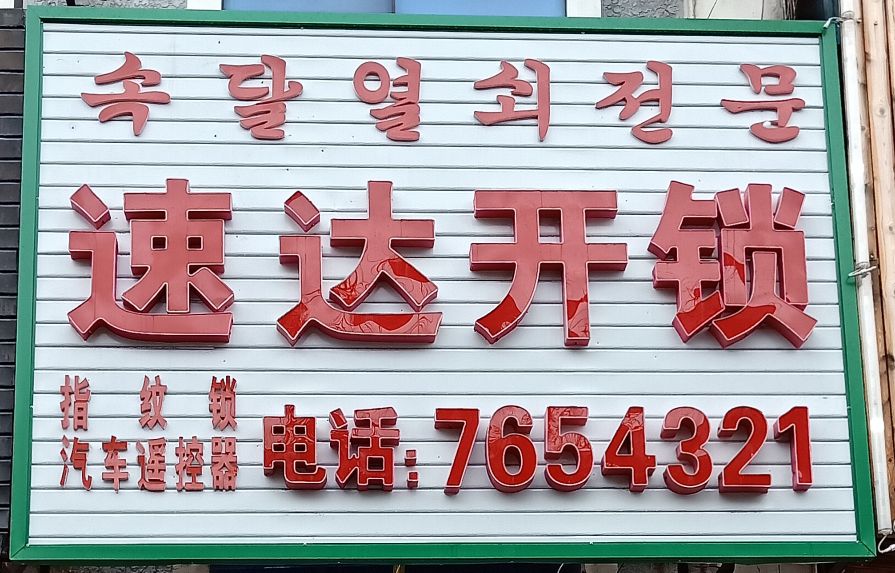 속달열쇠전문
速达开锁
指纹锁
汽车遥控器
电话:7654321